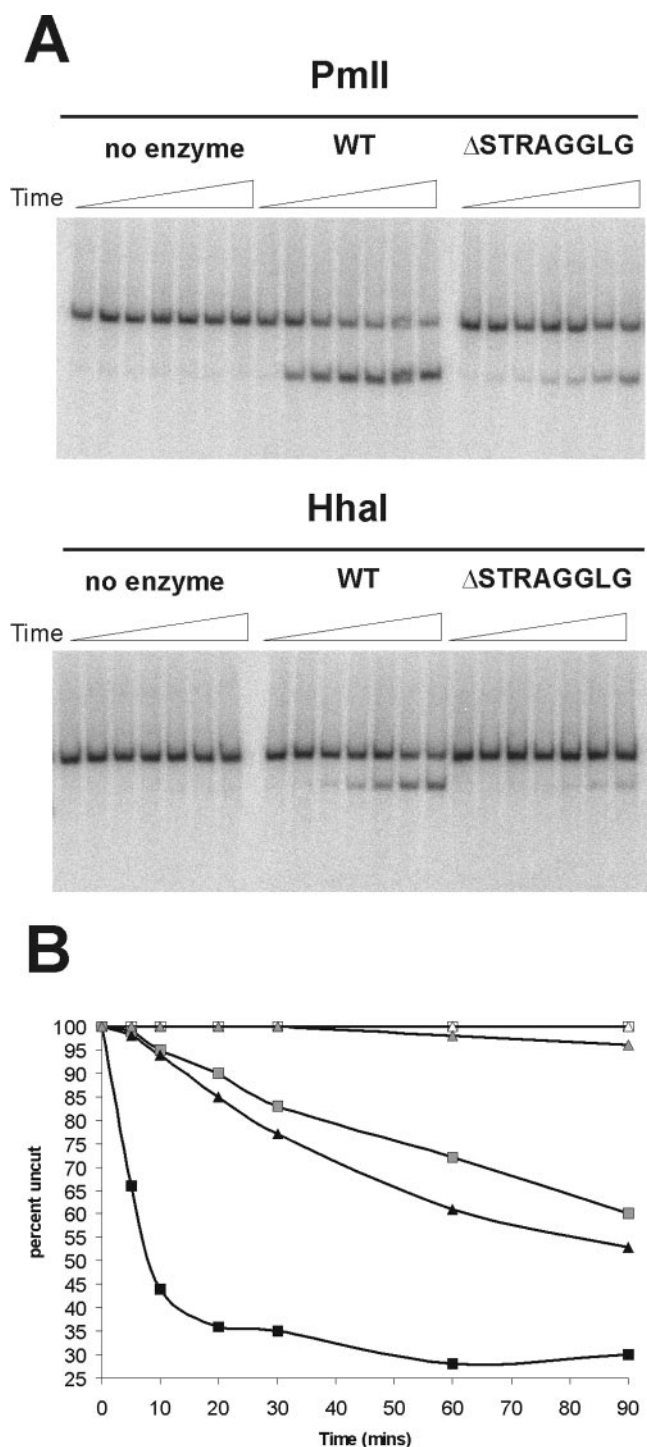 A
PmlI
no enzyme WT ΔSTRAGGLG
Time
HhaI
no enzyme WT ΔSTRAGGLG
Time
B
100
95
90
85
80
75
70
65
60
55
50
45
40
35
30
25
percent uncut
0 10 20 30 40 50 60 70 80 90
Time (mins)